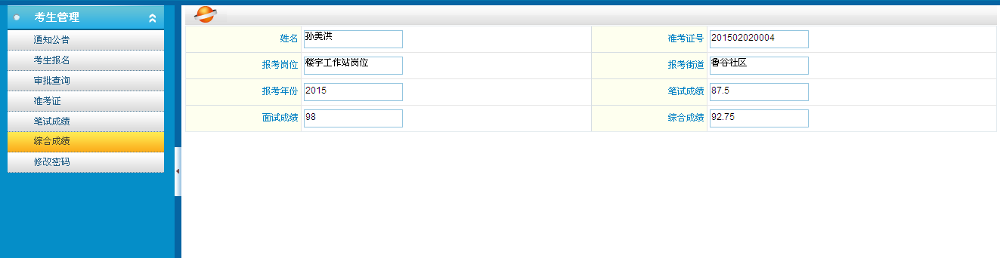 考生管理
通知公告
考生报名
审批查询
准考证
笔试成绩
综合成绩
修改密码
姓名 孙美洪 准考证号 201502020004
报考岗位 楼宇工作站岗位 报考街道 鲁谷社区
报考年份 2015 笔试成绩 87.5
面试成绩 98 综合成绩 92.75